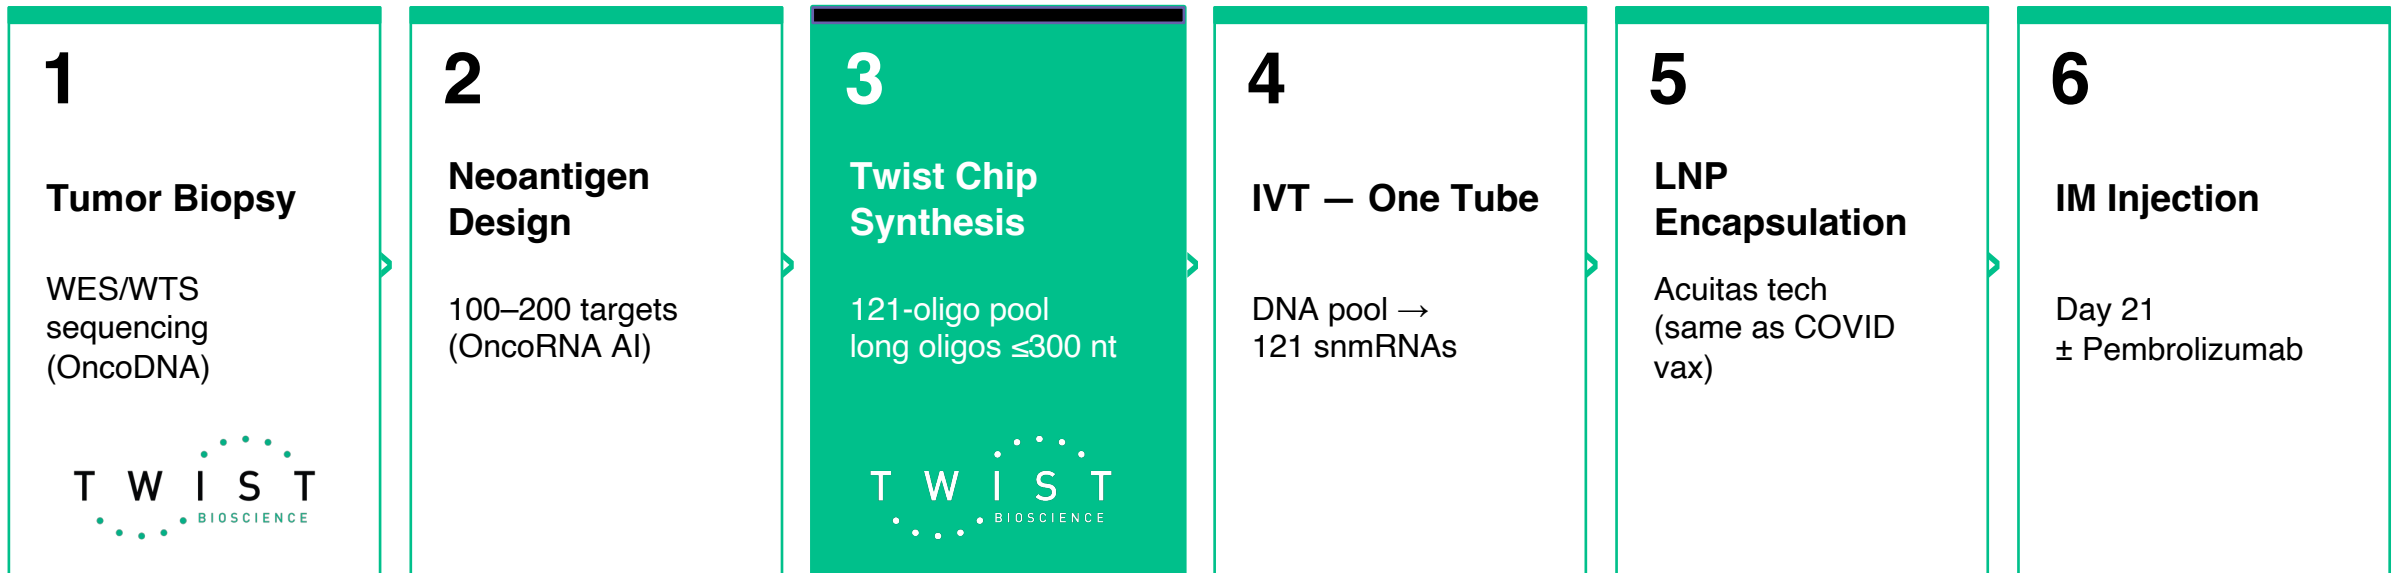 1
Tumor Biopsy
WES/WTS
sequencing
(OncoDNA)
TWIST
BIOSCIENCE
2
Neoantigen
Design
100–200 targets
(OncoRNA AI)
3
Twist Chip
Synthesis
121-oligo pool
long oligos ≤300 nt
TWIST
BIOSCIENCE
4
IVT — One Tube
DNA pool →
121 snmRNAs
5
LNP
Encapsulation
Acuitas tech
(same as COVID
vax)
6
IM Injection
Day 21
± Pembrolizumab